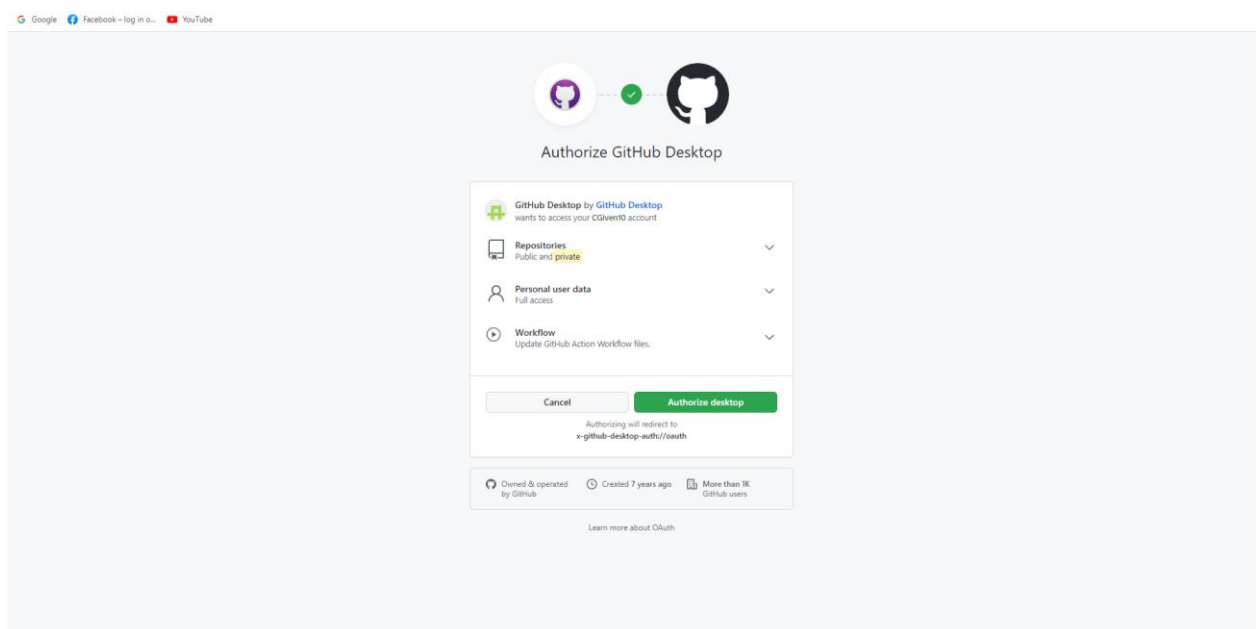 Google Facebook – log in o... YouTube
Authorize GitHub Desktop
GitHub Desktop by GitHub Desktop
wants to access your CGiven10 account
Repositories
Public and private
Personal user data
Full access
Workflow
Update GitHub Action Workflow files.
Cancel Authorize desktop
Authorizing will redirect to
x-github-desktop-auth://oauth
Owned & operated
by GitHub
Created 7 years ago
More than 1K
GitHub users
Learn more about OAuth